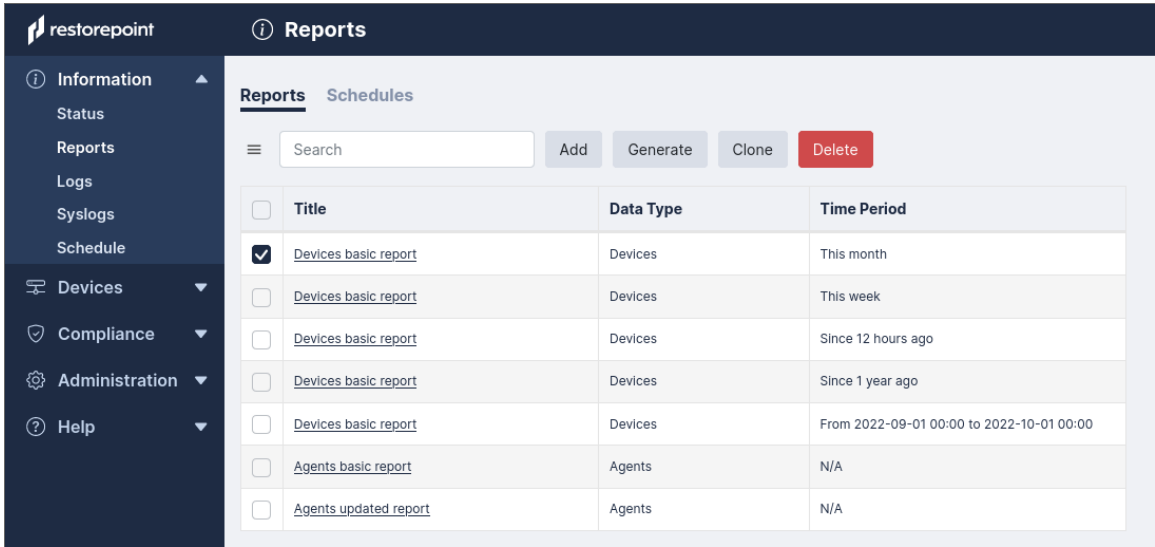 restorepoint
Reports
Information
Status
Reports
Logs
Syslogs
Schedule
Devices
Compliance
Administration
Help
Reports Schedules
Search Add Generate Clone Delete
Title Data Type Time Period
Devices basic report Devices This month
Devices basic report Devices This week
Devices basic report Devices Since 12 hours ago
Devices basic report Devices Since 1 year ago
Devices basic report Devices From 2022-09-01 00:00 to 2022-10-01 00:00
Agents basic report Agents N/A
Agents updated report Agents N/A